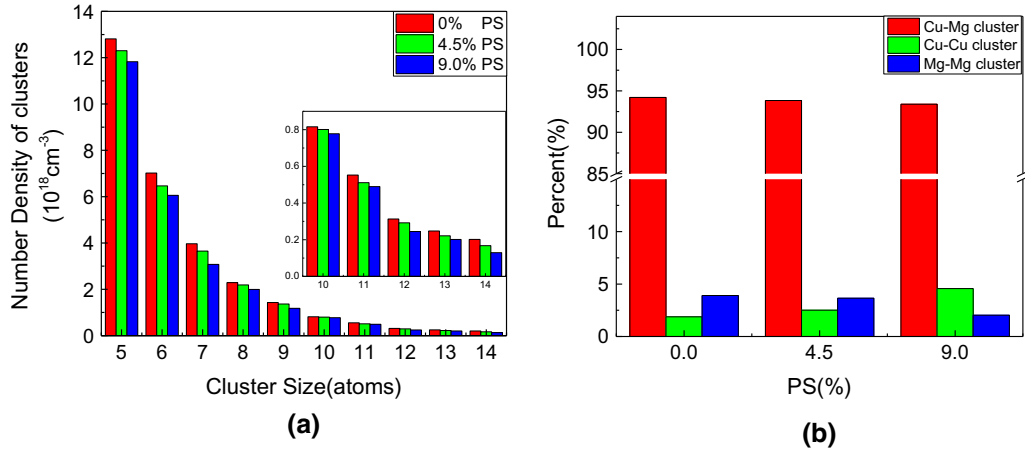 14
12
10
8
6
4
2
0
Number Density of clusters
(10¹⁸cm⁻³)
0% PS
4.5% PS
9.0% PS
0.8
0.6
0.4
0.2
0.0
10 11 12 13 14
5 6 7 8 9 10 11 12 13 14
Cluster Size(atoms)
(a)
100
95
90
85
10
5
0
Percent(%)
Cu-Mg cluster
Cu-Cu cluster
Mg-Mg cluster
0.0 4.5 9.0
PS(%)
(b)